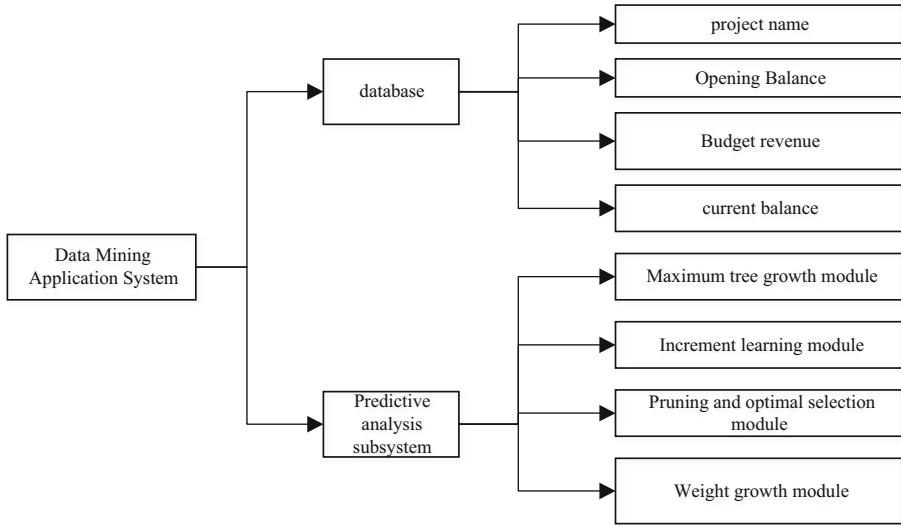 project name
Opening Balance
database
Budget revenue
current balance
Data Mining
Application System
Maximum tree growth module
Increment learning module
Predictive
analysis
subsystem
Pruning and optimal selection
module
Weight growth module